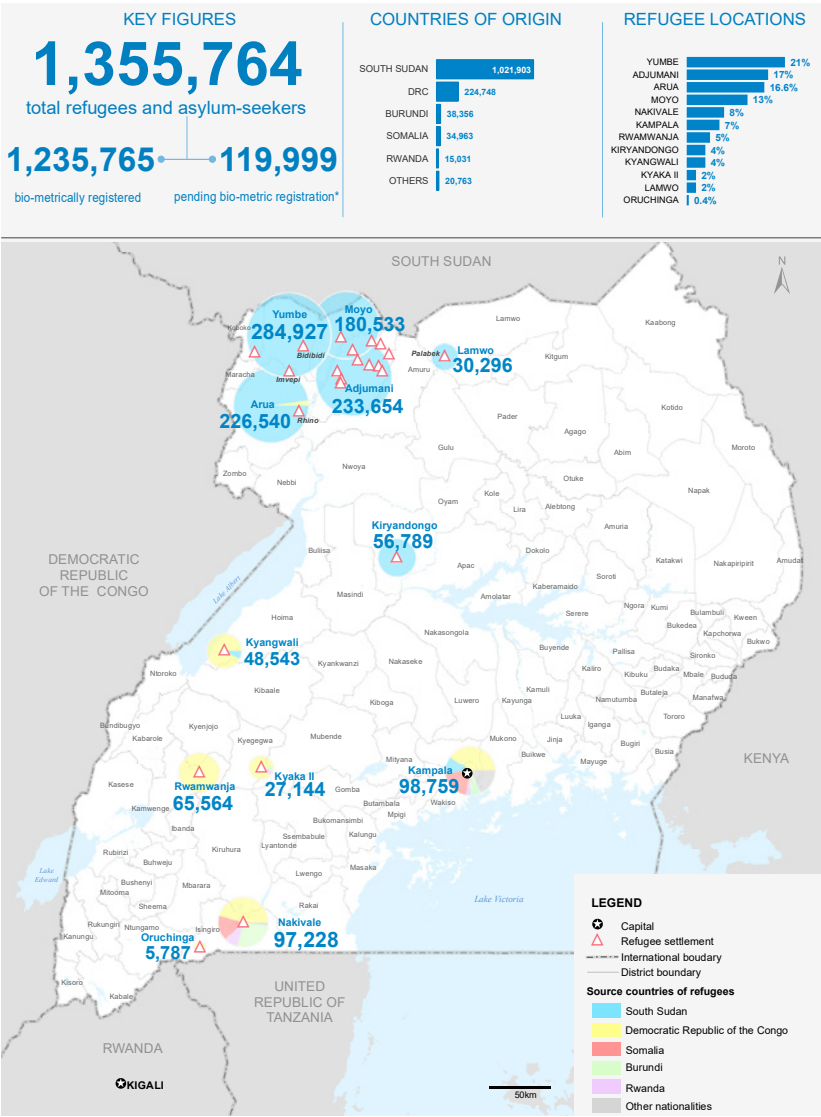 KEY FIGURES
1,355,764
total refugees and asylum-seekers
1,235,765
119,999
bio-metrically registered
pending bio-metric registration*
COUNTRIES OF ORIGIN
SOUTH SUDAN 1,021,903
DRC 224,748
BURUNDI 38,356
SOMALIA 34,963
RWANDA 15,031
OTHERS 20,763
REFUGEE LOCATIONS
YUMBE 21%
ADJUMANI 17%
ARUA 16.6%
MOYO 13%
NAKIVALE 8%
KAMPALA 7%
RWAMWANJA 5%
KIRYANDONGO 4%
KYANGWALI 4%
KYAKA II 2%
LAMWO 2%
ORUCHINGA 0.4%
SOUTH SUDAN
N
Lamwo
Kaabong
Koboko
Yumbe
284,927
Bidibidi
Moyo
180,533
Palabek
Lamwo
30,296
Kitgum
Maracha
Imvepi
Amuru
Adjumani
233,654
Arua
226,540
Rhino
Kotido
Pader
Agago
Abim
Moroto
Gulu
Zombo
Nebbi
Nwoya
Otuke
Napak
Kole
Oyam
Lira
Alebtong
Kiryandongo
56,789
Amuria
Buliisa
Dokolo
Katakwi
Nakapiripirit
Amudat
Apac
Soroti
Kaberamaido
Masindi
Amolatar
DEMOCRATIC
REPUBLIC
OF THE CONGO
Lake Albert
Serere
Ngora
Kumi
Bulambuli
Kween
Bukedea
Kapchorwa
Bukwo
Hoima
Nakasongola
Kyangwali
48,543
Buyende
Pallisa
Sironko
Kyankwanzi
Nakaseke
Kaliro
Kibuku
Budaka
Mbale
Bududa
Ntoroko
Kibaale
Kiboga
Luwero
Kayunga
Kamuli
Namutumba
Butaleja
Manafwa
Luuka
Iganga
Tororo
Bundibugyo
Kabarole
Kyenjojo
Kyegegwa
Mubende
Mukono
Jinja
Bugiri
Busia
Buikwe
Mayuge
KENYA
Mityana
Kampala
98,759
Wakiso
Kyaka II
27,144
Gomba
Butambala
Mpigi
Kasese
Rwamwanja
65,564
Kamwenge
Bukomansimbi
Kalungu
Ibanda
Ssembabule
Lyantonde
Kiruhura
Rubirizi
Buhweju
Masaka
Lwengo
Lake
Edward
Bushenyi
Mitooma
Mbarara
Sheema
Rakai
Lake Victoria
Rukungiri
Ntungamo
Isingiro
Nakivale
97,228
Kanungu
Oruchinga
5,787
Kisoro
Kabale
UNITED
REPUBLIC OF
TANZANIA
RWANDA
KIGALI
50km
LEGEND
Capital
Refugee settlement
International boudary
District boundary
Source countries of refugees
South Sudan
Democratic Republic of the Congo
Somalia
Burundi
Rwanda
Other nationalities